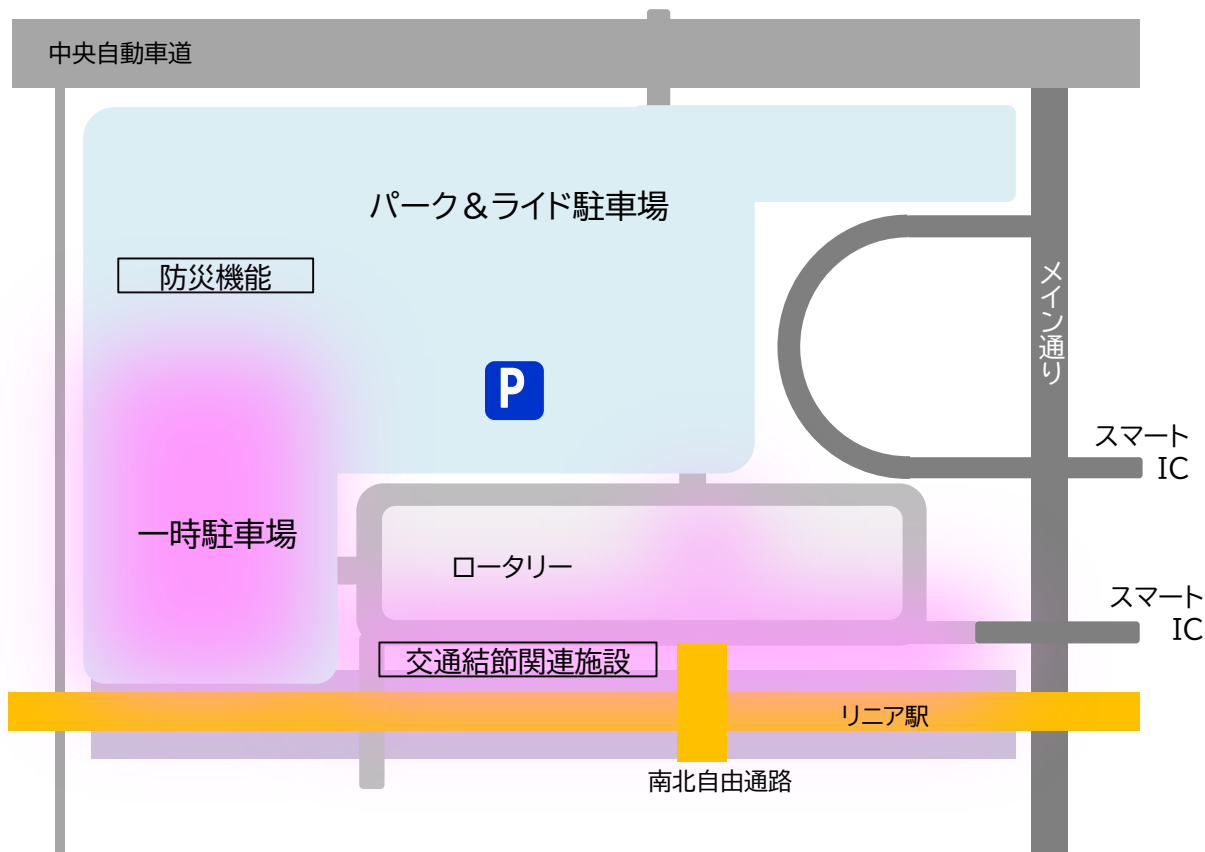 中央自動車道
パーク＆ライド駐車場
防災機能
メイン通り
P
スマート
IC
一時駐車場
ロータリー
スマート
IC
交通結節関連施設
リニア駅
南北自由通路